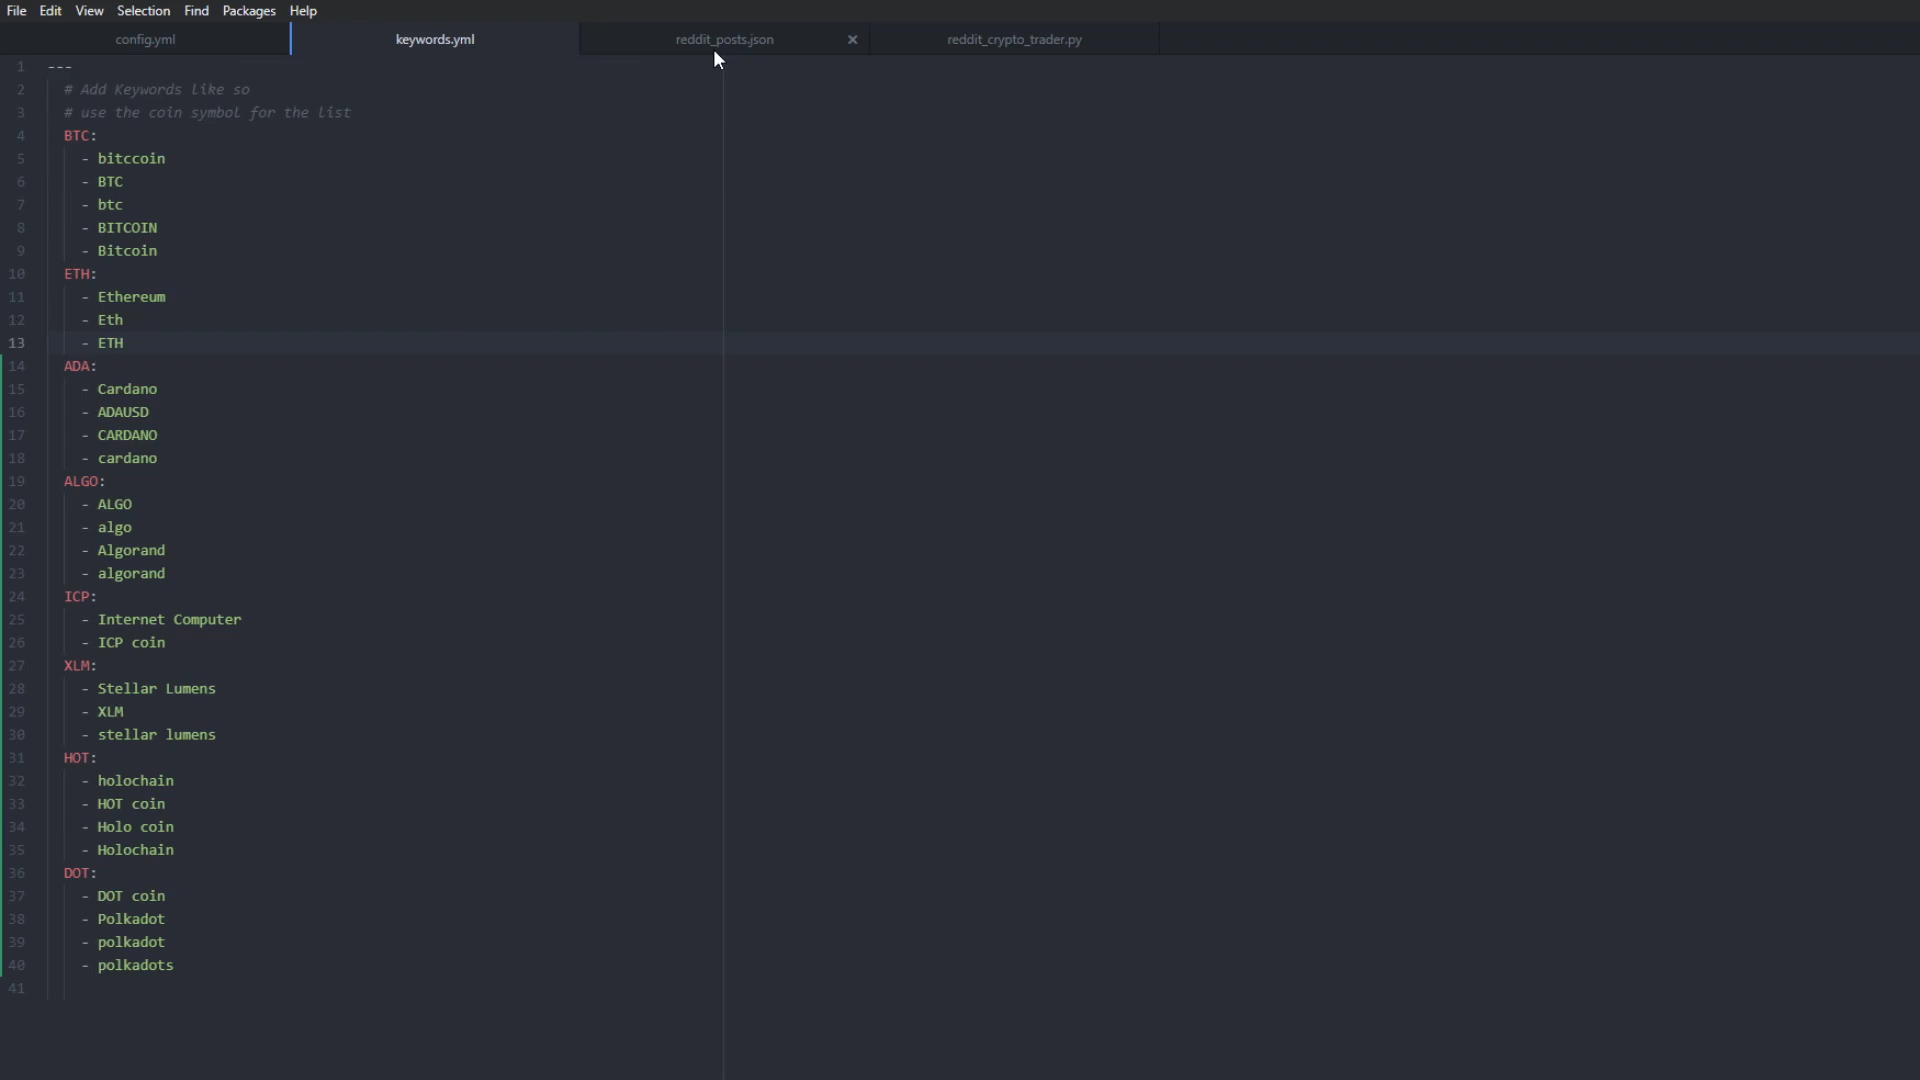 File Edit View Selection Find Packages Help
config.yml keywords.yml reddit_posts.json × reddit_crypto_trader.py
1 ---
2 # Add Keywords like so
3 # use the coin symbol for the list
4 BTC:
5 - bitccoin
6 - BTC
7 - btc
8 - BITCOIN
9 - Bitcoin
10 ETH:
11 - Ethereum
12 - Eth
13 - ETH
14 ADA:
15 - Cardano
16 - ADAUSD
17 - CARDANO
18 - cardano
19 ALGO:
20 - ALGO
21 - algo
22 - Algorand
23 - algorand
24 ICP:
25 - Internet Computer
26 - ICP coin
27 XLM:
28 - Stellar Lumens
29 - XLM
30 - stellar lumens
31 HOT:
32 - holochain
33 - HOT coin
34 - Holo coin
35 - Holochain
36 DOT:
37 - DOT coin
38 - Polkadot
39 - polkadot
40 - polkadots
41